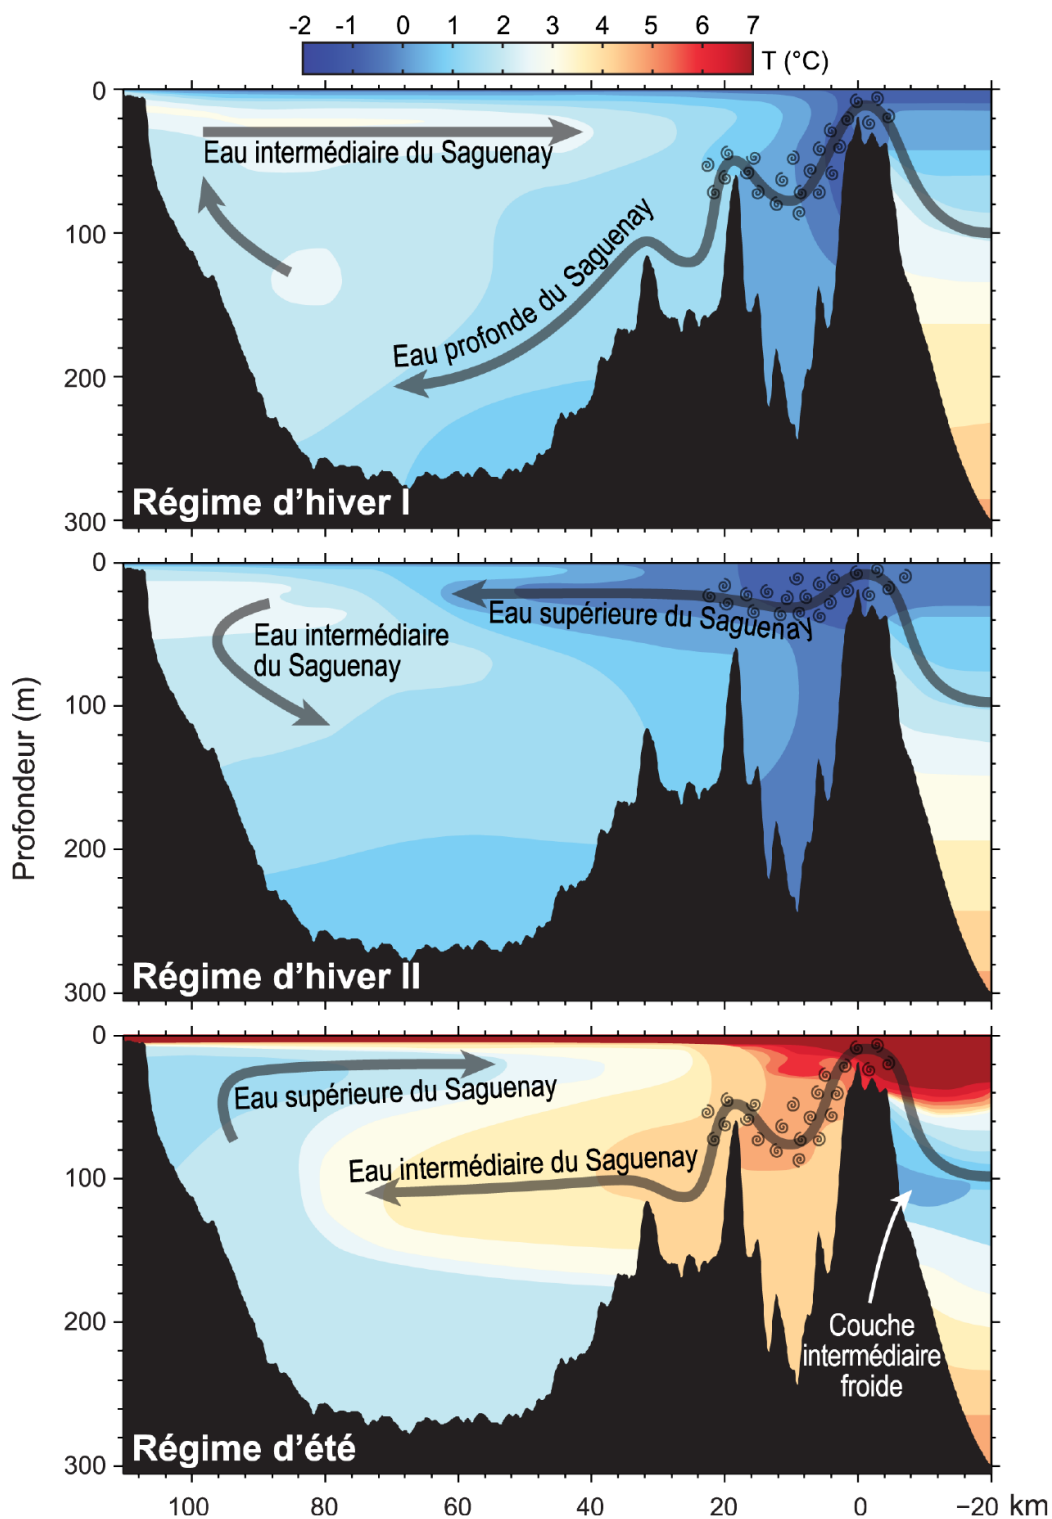 -2 -1 0 1 2 3 4 5 6 7
T (°C)
0
100
200
300
Eau intermédiaire du Saguenay
Eau profonde du Saguenay
Régime d'hiver I
Profondeur (m)
0
100
200
300
Eau supérieure du Saguenay
Eau intermédiaire
du Saguenay
Régime d'hiver II
0
100
200
300
Eau supérieure du Saguenay
Eau intermédiaire du Saguenay
Couche
intermédiaire
froide
Régime d'été
100 80 60 40 20 0 −20 km